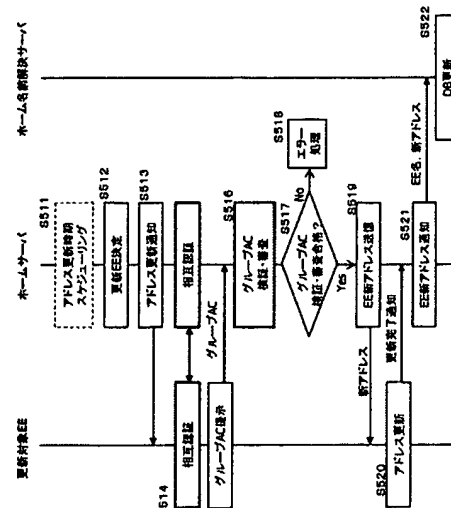 更新対象EE
ホームサーバ
ホーム名前解決サーバ
S511
アドレス更新時期
スケジューリング
S512
更新EE決定
S513
アドレス更新通知
514
相互認証
相互認証
グループAC提示
グループAC
S516
グループAC
検証・審査
S517
グループAC
検証・審査合格?
No
S518
エラー
処理
Yes
S519
EE新アドレス送信
新アドレス
S520
アドレス更新
更新完了通知
S521
EE新アドレス通知
EE名、新アドレス
S522
DB更新